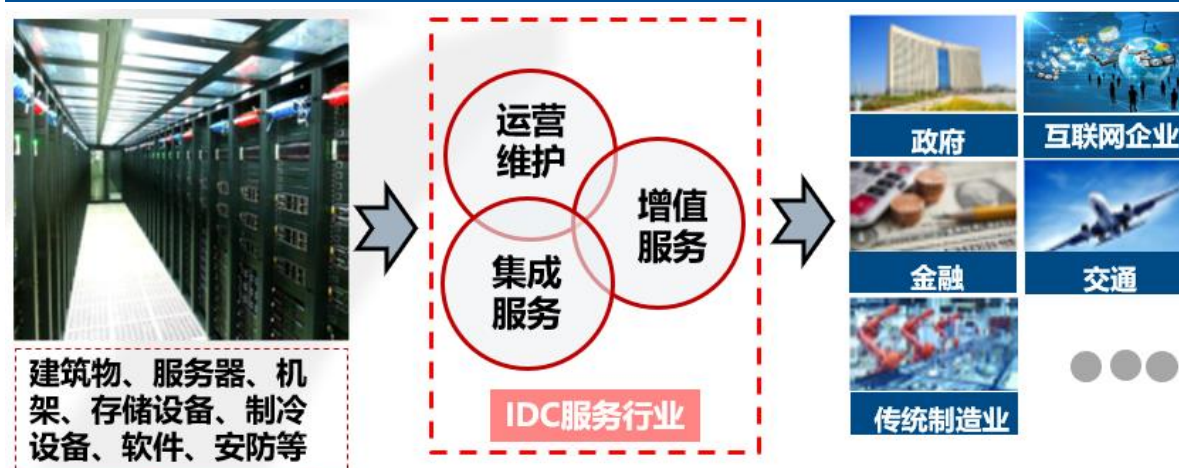 建筑物、服务器、机
架、存储设备、制冷
设备、软件、安防等
运营
维护
增值
服务
集成
服务
IDC服务行业
政府
互联网企业
金融
交通
传统制造业